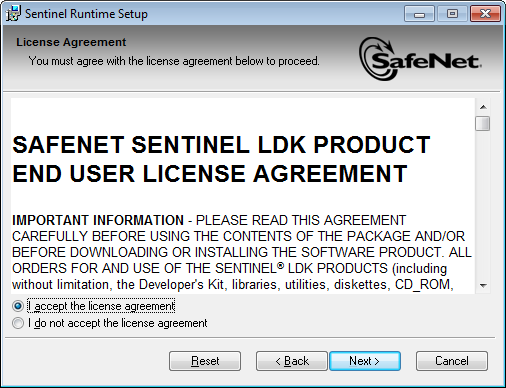 Sentinel Runtime Setup
License Agreement
You must agree with the license agreement below to proceed.
SafeNet.
SAFENET SENTINEL LDK PRODUCT
END USER LICENSE AGREEMENT
IMPORTANT INFORMATION - PLEASE READ THIS AGREEMENT
CAREFULLY BEFORE USING THE CONTENTS OF THE PACKAGE AND/OR
BEFORE DOWNLOADING OR INSTALLING THE SOFTWARE PRODUCT. ALL
ORDERS FOR AND USE OF THE SENTINEL® LDK PRODUCTS (including
without limitation, the Developer's Kit, libraries, utilities, diskettes, CD_ROM,
I accept the license agreement
I do not accept the license agreement
Reset
< Back
Next >
Cancel